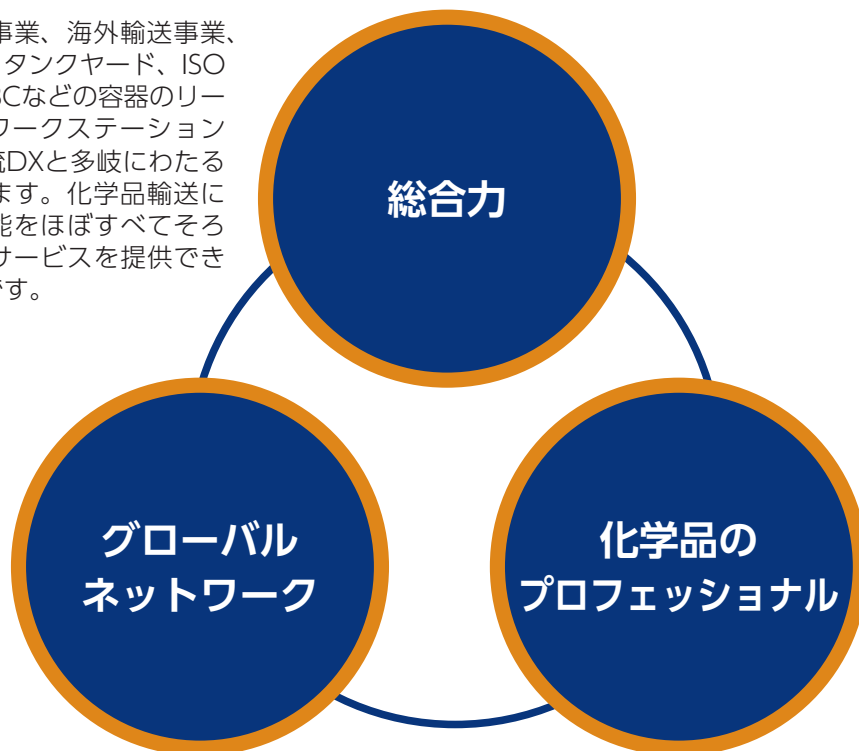 事業、海外輸送事業、
タンクヤード、ISO
BCなどの容器のリー
ワークステーション
流DXと多岐にわたる
ます。化学品輸送に
能をほぼすべてそろ
サービスを提供でき
です。
総合力
グローバル
ネットワーク
化学品の
プロフェッショナル